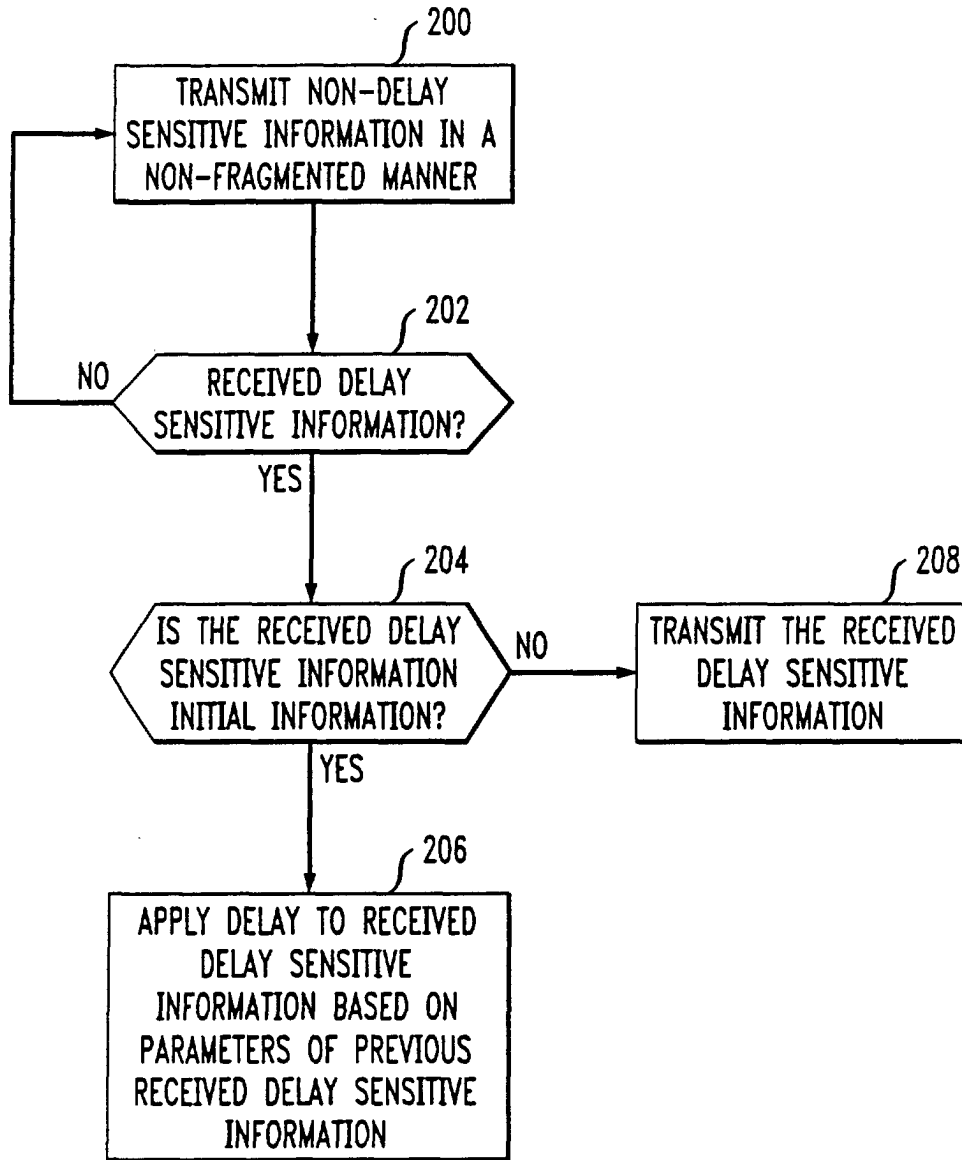 200
TRANSMIT NON-DELAY
SENSITIVE INFORMATION IN A
NON-FRAGMENTED MANNER
202
NO
RECEIVED DELAY
SENSITIVE INFORMATION?
YES
204
208
IS THE RECEIVED DELAY
SENSITIVE INFORMATION
INITIAL INFORMATION?
NO
TRANSMIT THE RECEIVED
DELAY SENSITIVE
INFORMATION
YES
206
APPLY DELAY TO RECEIVED
DELAY SENSITIVE
INFORMATION BASED ON
PARAMETERS OF PREVIOUS
RECEIVED DELAY SENSITIVE
INFORMATION